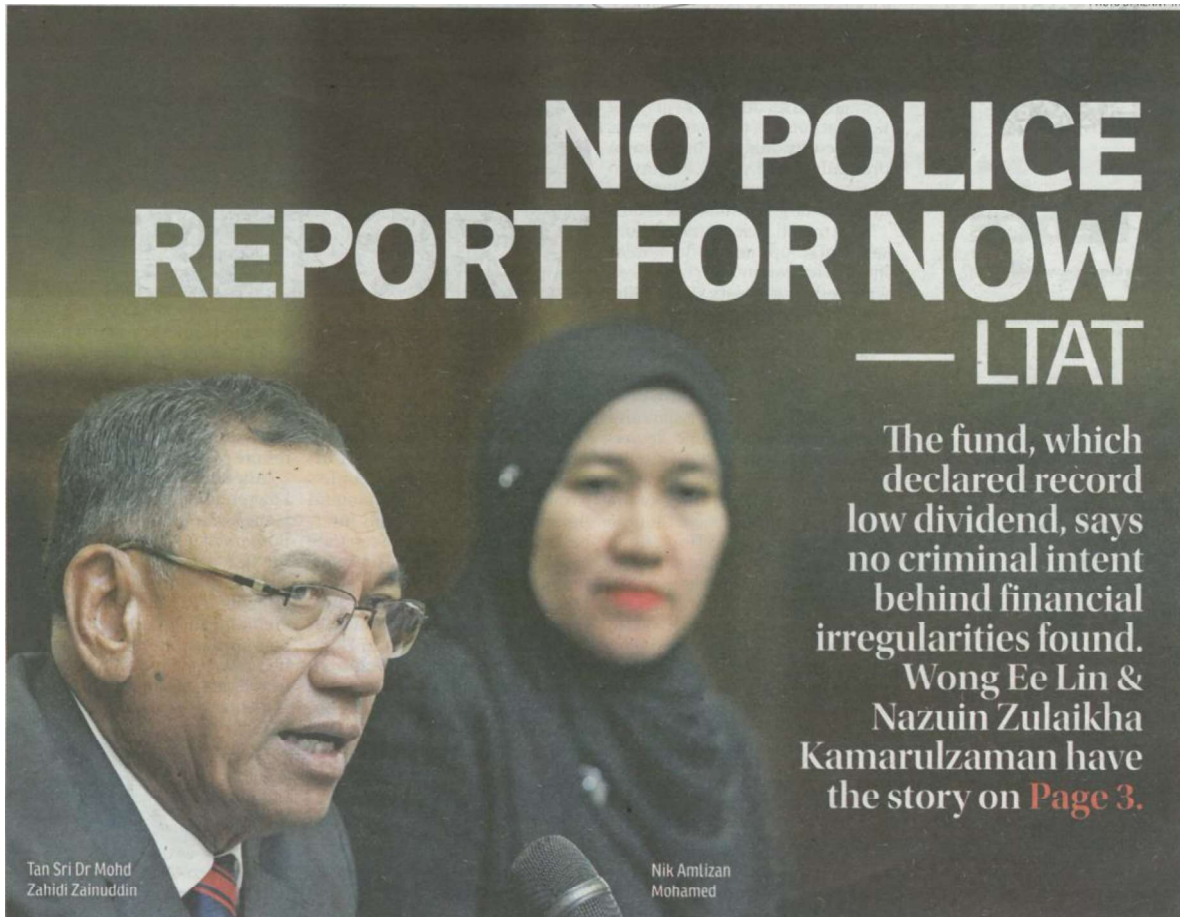 NO POLICE
REPORT FOR NOW
— LTAT
The fund, which
declared record
low dividend, says
no criminal intent
behind financial
irregularities found.
Wong Ee Lin &
Nazuin Zulaikha
Kamarulzaman have
the story on Page 3.
Tan Sri Dr Mohd
Zahidi Zainuddin
Nik Amlizan
Mohamed